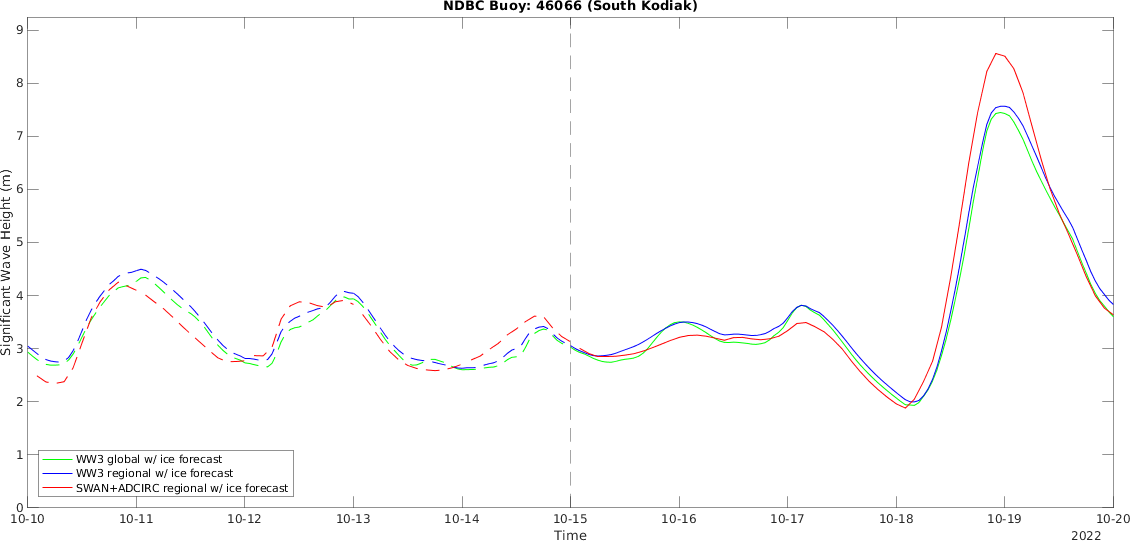 NDBC Buoy: 46066 (South Kodiak)
Significant Wave Height (m)
9
8
7
6
5
4
3
2
1
0
WW3 global w/ ice forecast
WW3 regional w/ ice forecast
SWAN+ADCIRC regional w/ ice forecast
10-10 10-11 10-12 10-13 10-14 10-15 10-16 10-17 10-18 10-19 10-20
Time
2022